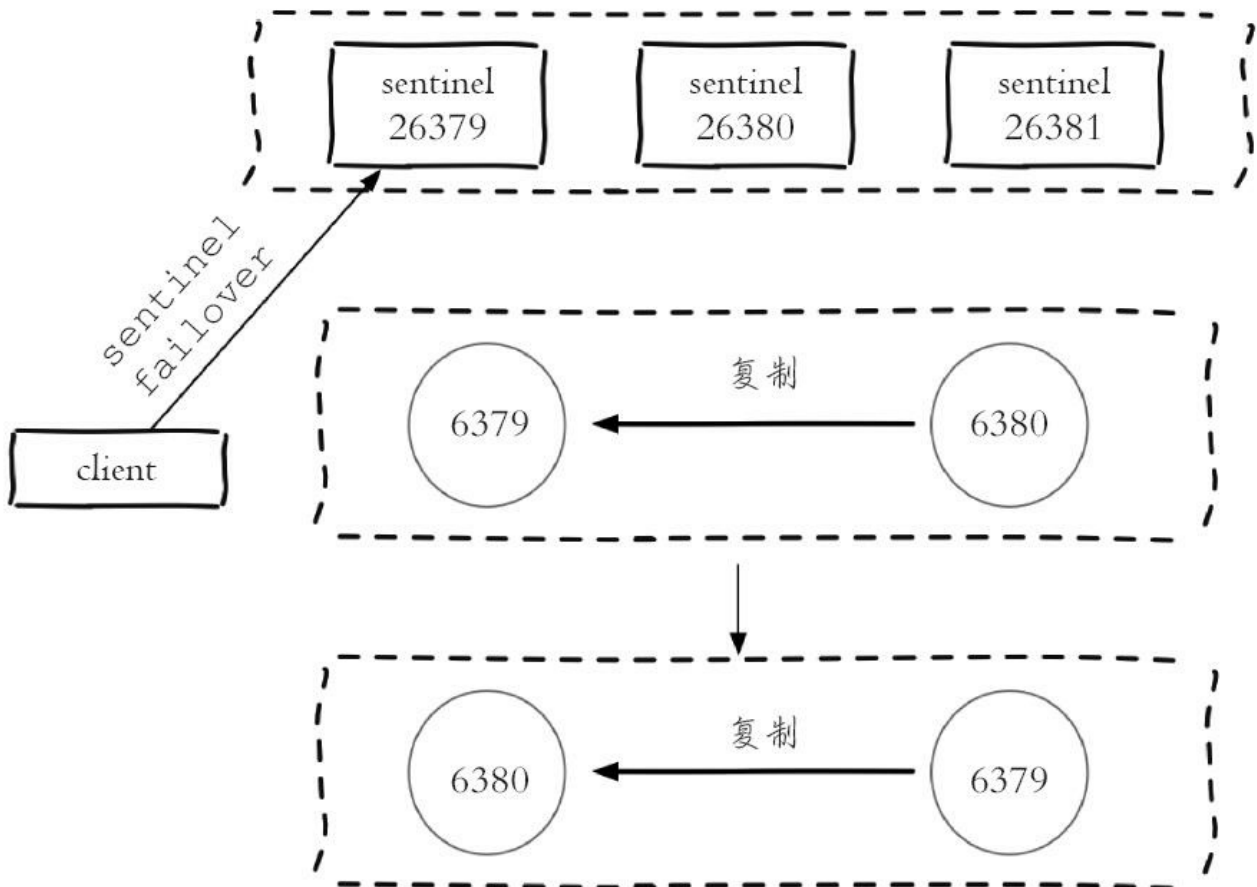 sentinel
26379
sentinel
26380
sentinel
26381
sentinel
failover
client
复制
6379
6380
复制
6380
6379